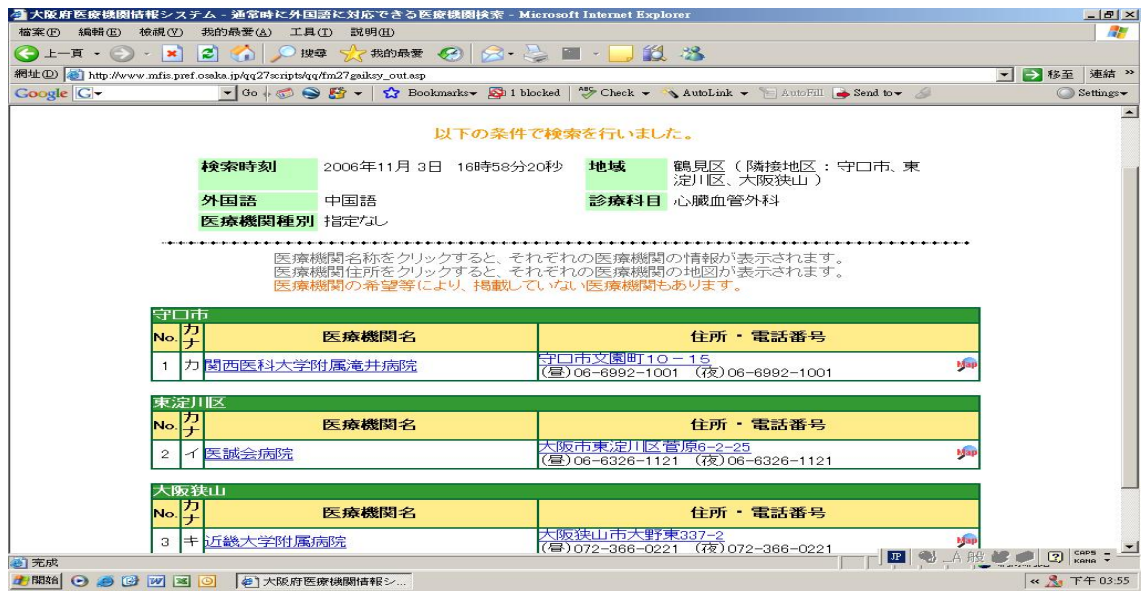 大阪府医療機関情報システム - 通常時に外国語に対応できる医療機関検索 - Microsoft Internet Explorer
檔案(F) 編輯(E) 檢視(V) 我的最愛(A) 工具(T) 說明(H)
上一頁 搜尋 我的最愛
網址(D) http://www.mfis.pref.osaka.jp/qq27scripts/qq/fm27gaiksy_out.asp 移至 連結 »
Google G Go Bookmarks 1 blocked ABC Check AutoLink AutoFill Send to Settings
以下の条件で検索を行いました。
検索時刻 2006年11月 3日 16時58分20秒 地域 鶴見区 ( 隣接地区 : 守口市、東
淀川区、大阪狭山 )
外国語 中国語 診療科目 心臓血管外科
医療機関種別 指定なし
医療機関名称をクリックすると、それぞれの医療機関の情報が表示されます。
医療機関住所をクリックすると、それぞれの医療機関の地図が表示されます。
医療機関の希望等により、掲載していない医療機関もあります。
守口市
No. カナ 医療機関名 住所 ・ 電話番号
1 カ 関西医科大学附属滝井病院 守口市文園町10-15 Map
(昼)06-6992-1001 (夜)06-6992-1001
東淀川区
No. カナ 医療機関名 住所 ・ 電話番号
2 イ 医誠会病院 大阪市東淀川区菅原6-2-25 Map
(昼)06-6326-1121 (夜)06-6326-1121
大阪狭山
No. カナ 医療機関名 住所 ・ 電話番号
3 キ 近畿大学附属病院 大阪狭山市大野東337-2 Map
(昼)072-366-0221 (夜)072-366-0221
完成 JP A 般 CAPS KANA
開始 大阪府医療機関情報シ... « 下午 03:55